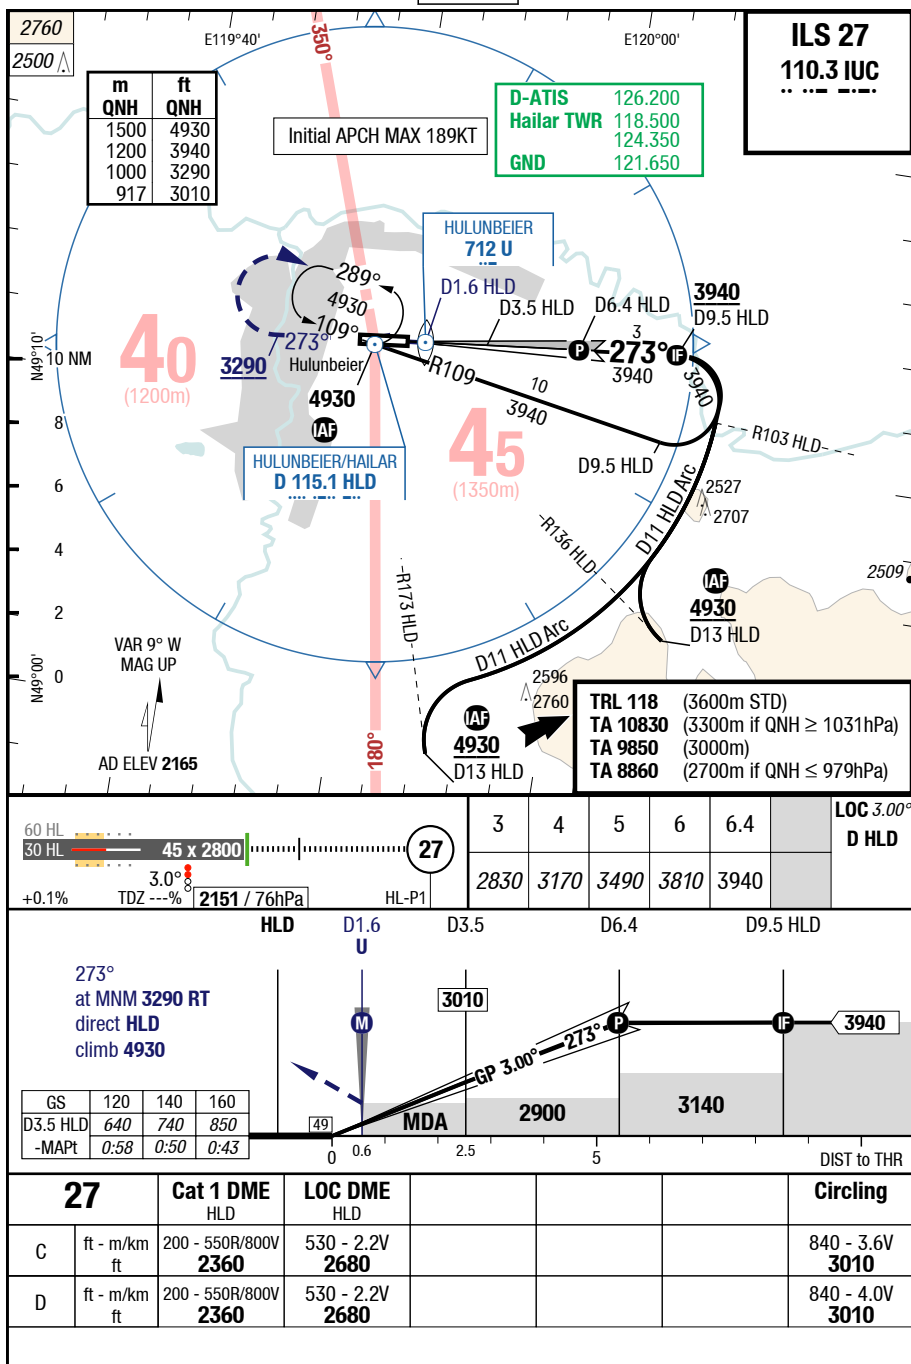 2760
2500
E119°40'
350°
E120°00'
ILS 27
110.3 IUC
m ft
QNH QNH
1500 4930
1200 3940
1000 3290
917 3010
Initial APCH MAX 189KT
D-ATIS 126.200
Hailar TWR 118.500
124.350
GND 121.650
HULUNBEIER
712 U
289°
4930
109°
D1.6 HLD
D3.5 HLD
D6.4 HLD
3940
D9.5 HLD
3
P
273°
IF
3940
3940
N49°10'
10 NM
40
(1200m)
3290
273°
Hulunbeier
4930
IAF
R109
10
3940
D9.5 HLD
R103 HLD
8
HULUNBEIER/HAILAR
D 115.1 HLD
45
(1350m)
6
2527
2707
D11 HLD Arc
4
R136 HLD
R173 HLD
2509
IAF
4930
D13 HLD
2
D11 HLD Arc
VAR 9° W
MAG UP
0
N49°00'
2596
2760
AD ELEV 2165
180°
IAF
4930
D13 HLD
TRL 118 (3600m STD)
TA 10830 (3300m if QNH ≥ 1031hPa)
TA 9850 (3000m)
TA 8860 (2700m if QNH ≤ 979hPa)
60 HL
30 HL
45 x 2800
27
3.0°
+0.1%
TDZ ---%
2151 / 76hPa
HL-P1
3 4 5 6 6.4 LOC 3.00°
D HLD
2830 3170 3490 3810 3940
HLD D1.6 D3.5 D6.4 D9.5 HLD
U
273°
at MNM 3290 RT
direct HLD
climb 4930
3010
M
P
IF
3940
GP 3.00° 273°
MDA
2900
3140
GS 120 140 160
D3.5 HLD 640 740 850
-MAPt 0:58 0:50 0:43
49
0 0.6 2.5 5 DIST to THR
27 Cat 1 DME LOC DME Circling
HLD HLD
C ft - m/km 200 - 550R/800V 530 - 2.2V 840 - 3.6V
ft 2360 2680 3010
D ft - m/km 200 - 550R/800V 530 - 2.2V 840 - 4.0V
ft 2360 2680 3010